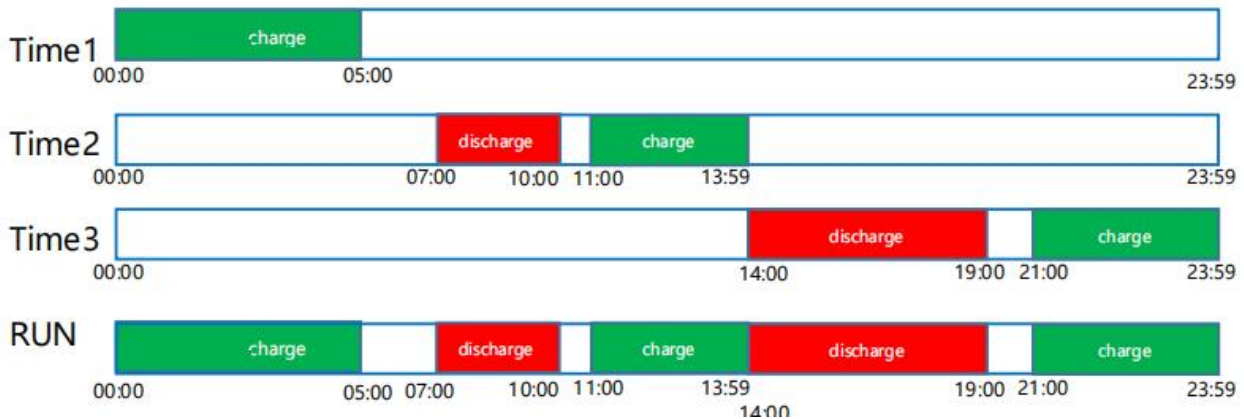 Time1 charge
00:00 05:00 23:59
Time2 discharge charge
00:00 07:00 10:00 11:00 13:59 23:59
Time3 discharge charge
00:00 14:00 19:00 21:00 23:59
RUN charge discharge charge discharge charge
00:00 05:00 07:00 10:00 11:00 13:59 19:00 21:00 23:59
14:00